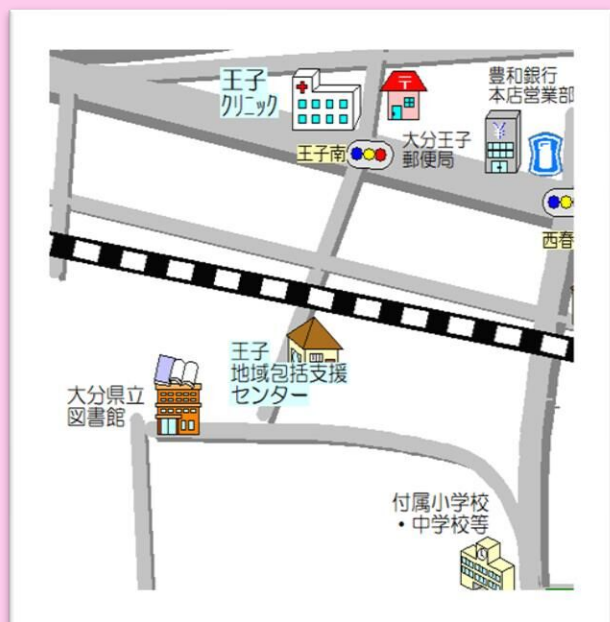 王子
クリニック
豊和銀行
本店営業部
王子南
大分王子
郵便局
西春
王子
地域包括支援
センター
大分県立
図書館
付属小学校
・中学校等